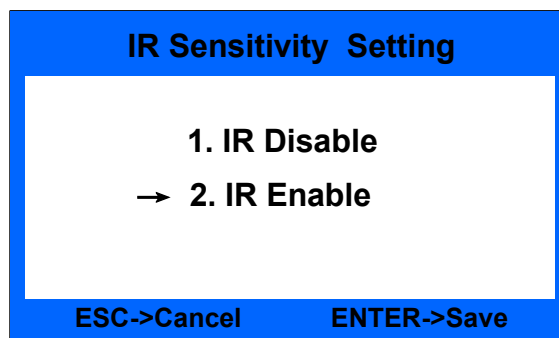 IR Sensitivity Setting
1. IR Disable
→ 2. IR Enable
ESC->Cancel ENTER->Save